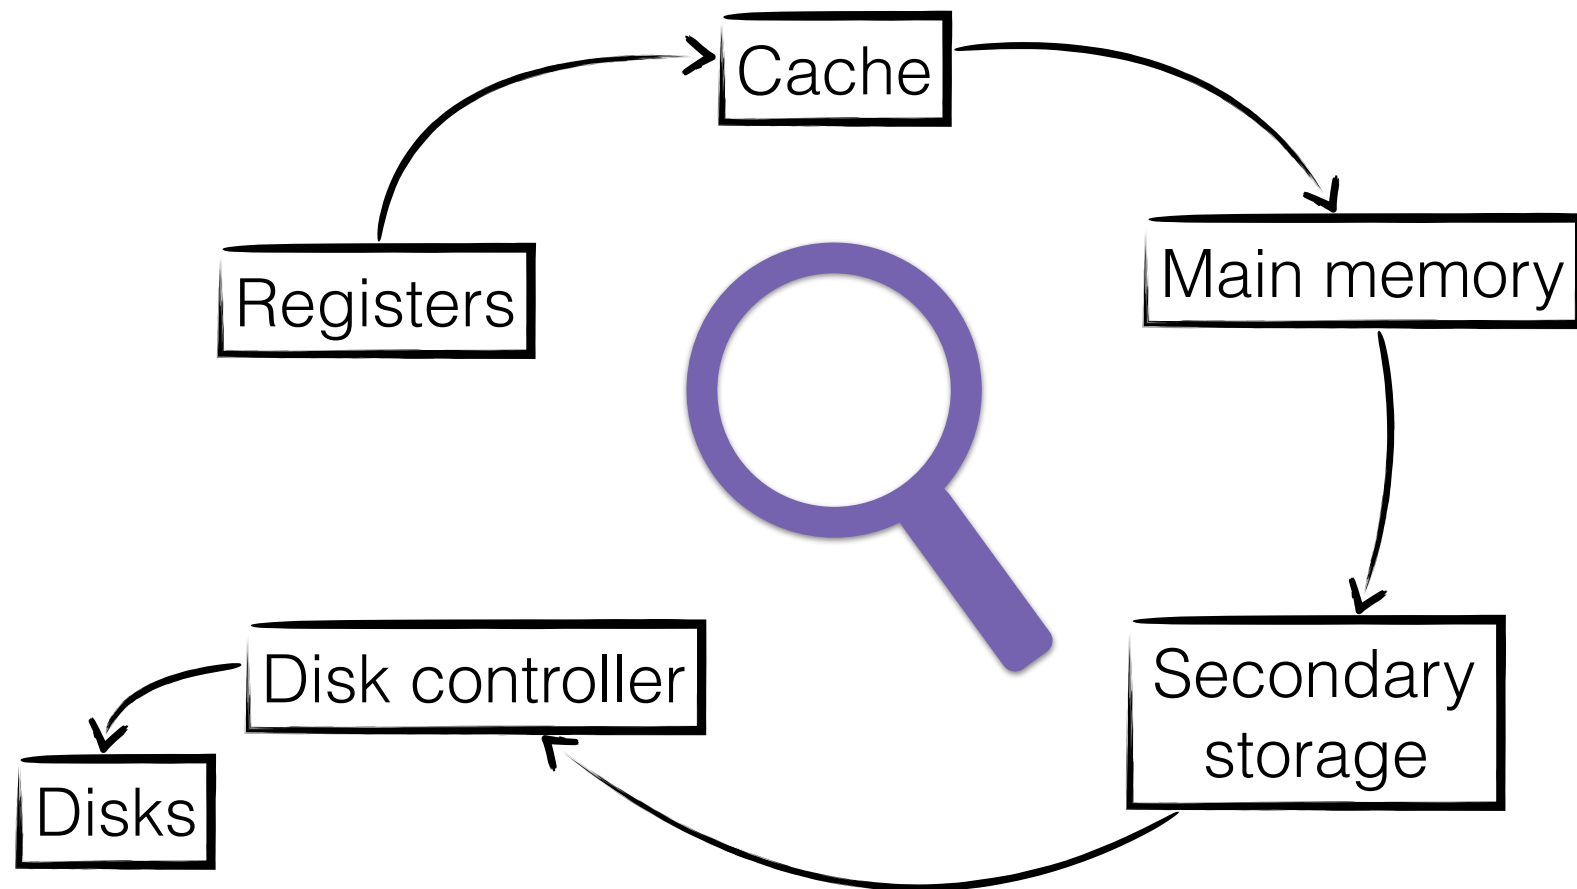 Cache
Registers
Main memory
Secondary
storage
Disk controller
Disks